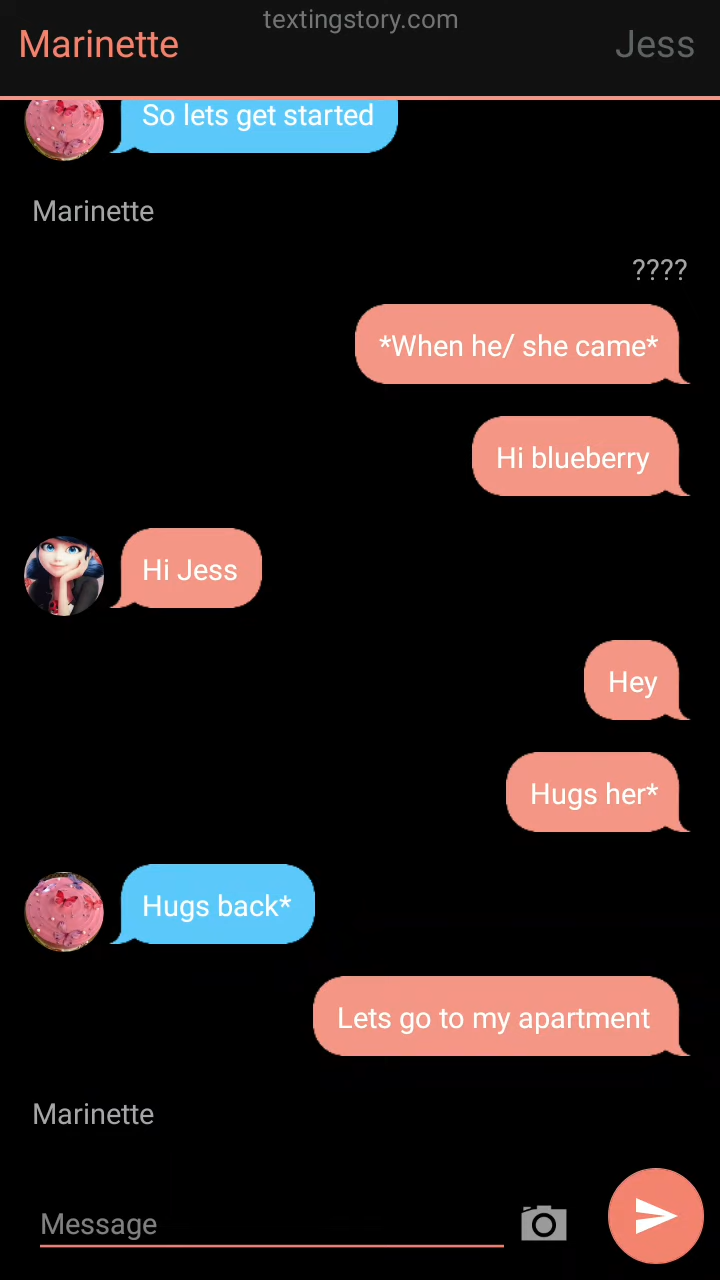 textingstory.com
Marinette
Jess
So lets get started
Marinette
????
*When he/ she came*
Hi blueberry
Hi Jess
Hey
Hugs her*
Hugs back*
Lets go to my apartment
Marinette
Message